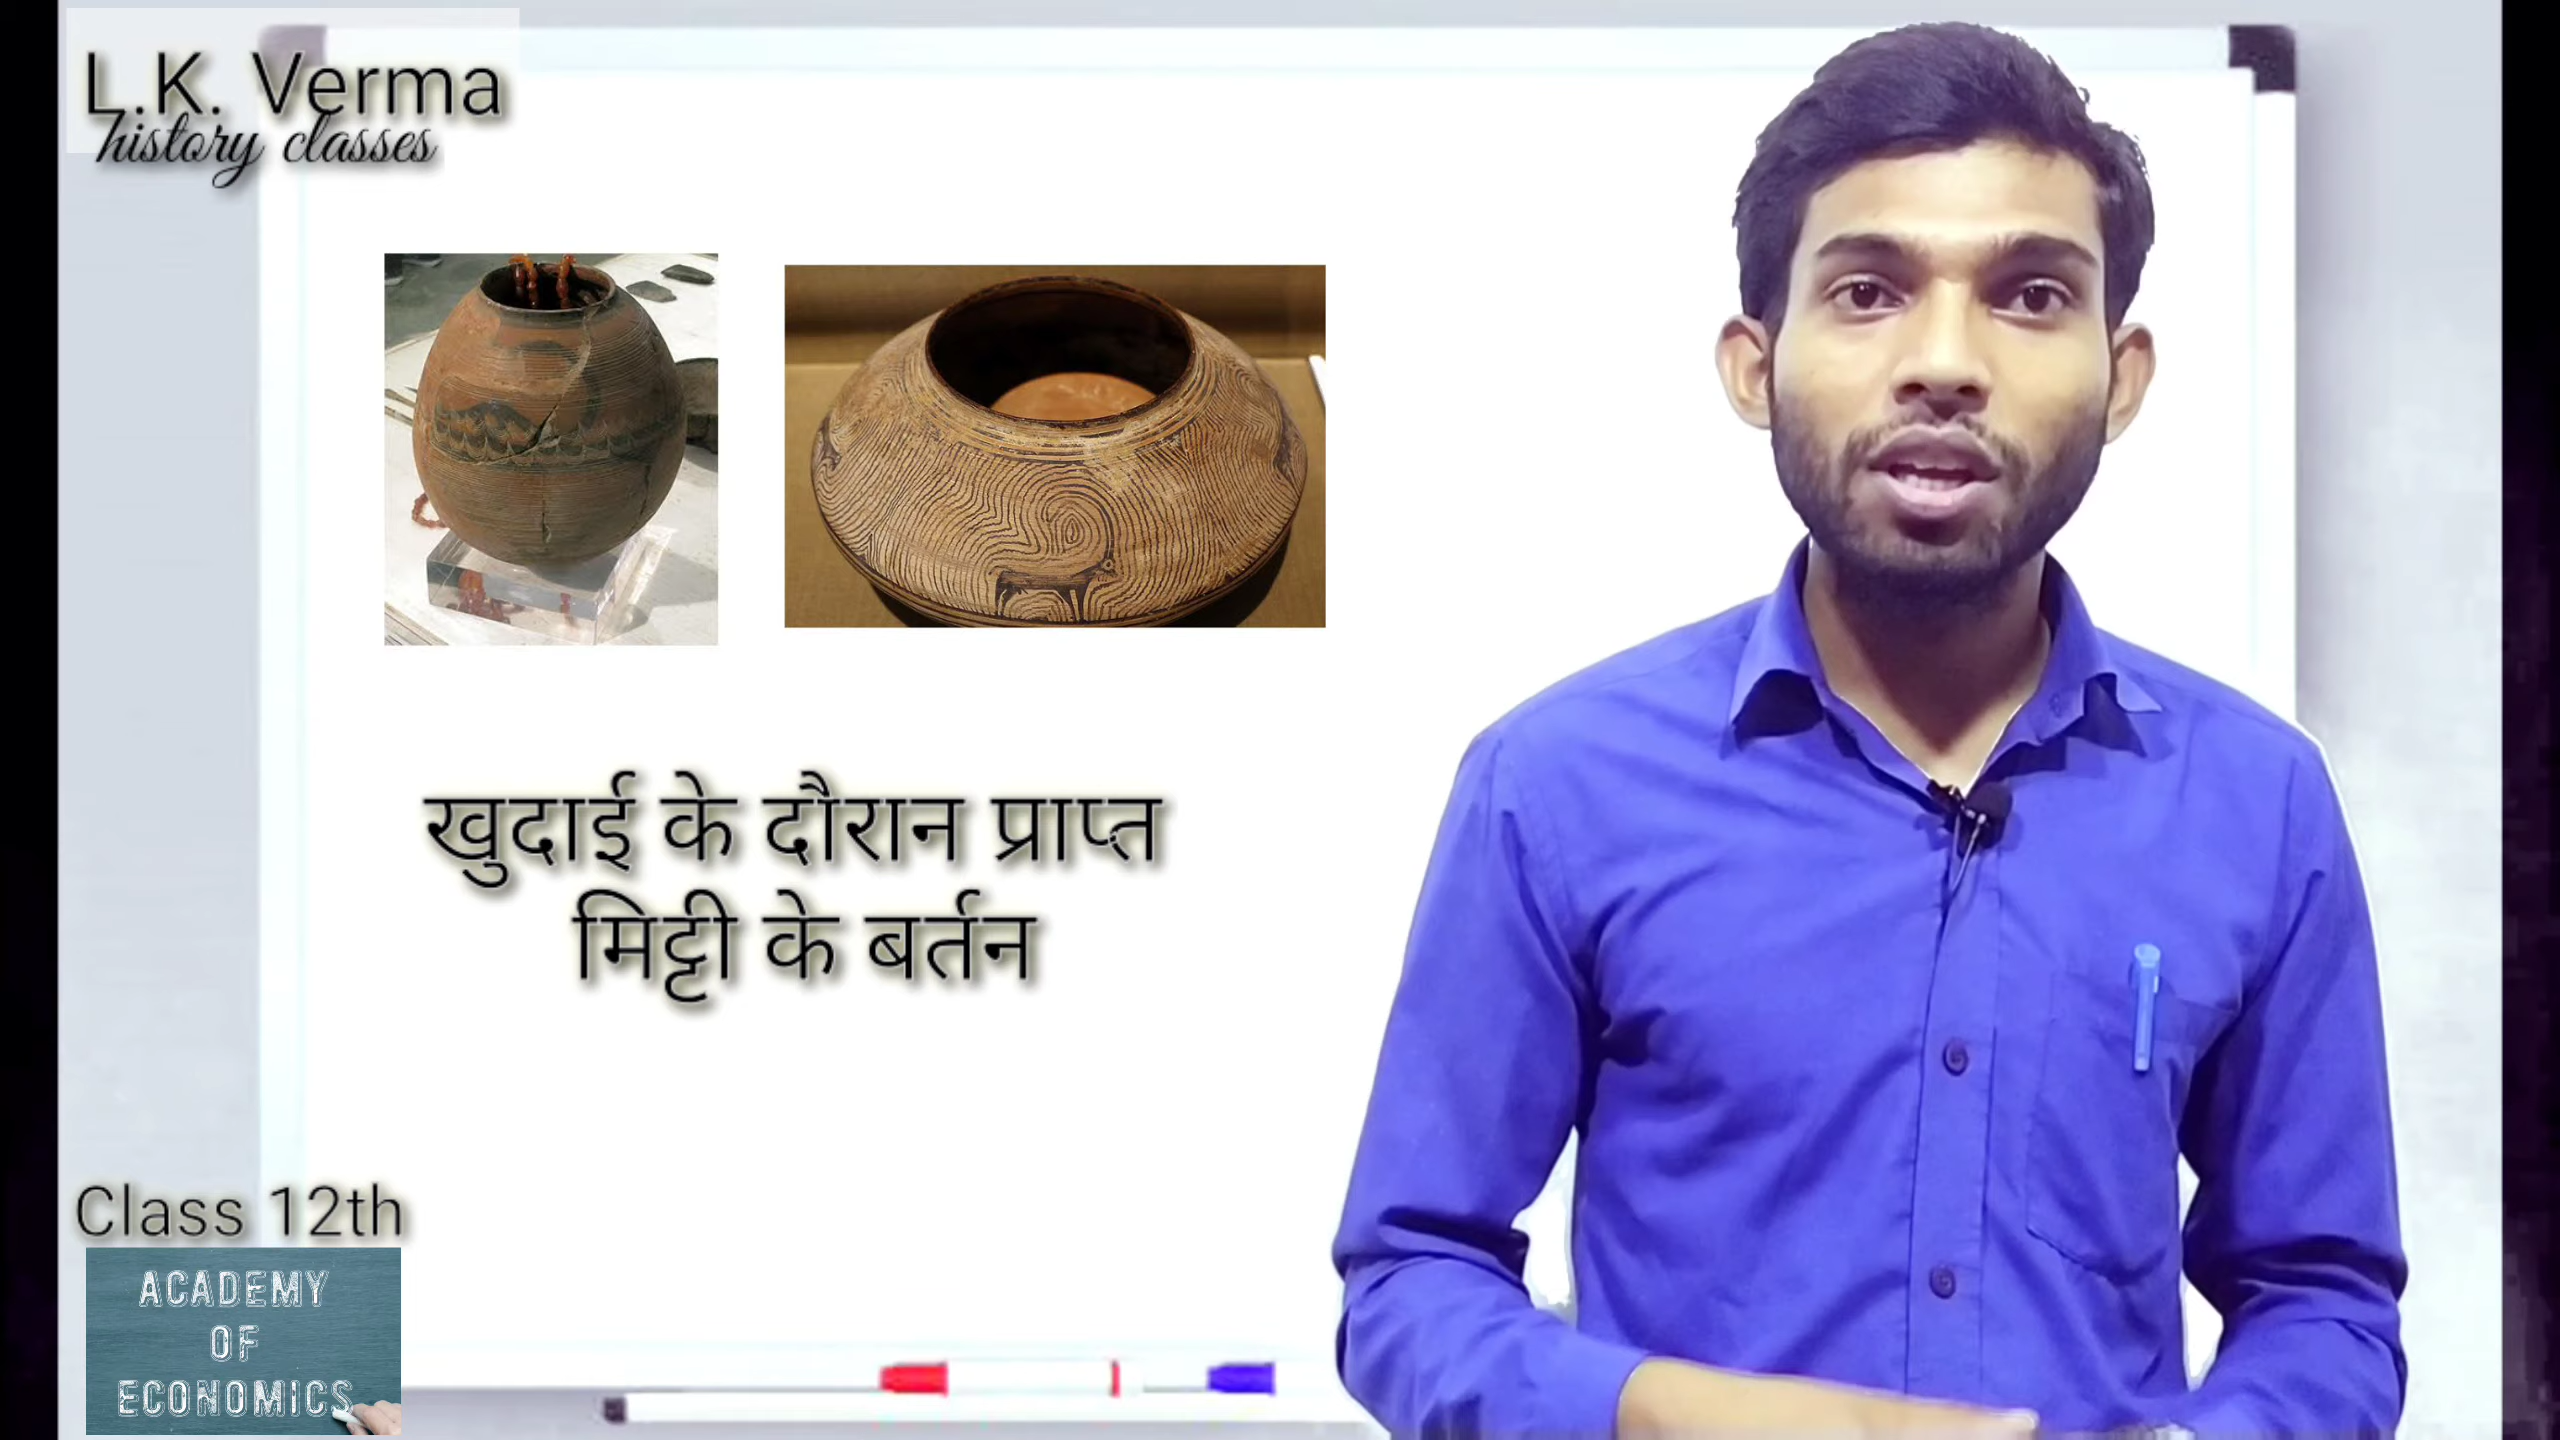 L.K. Verma
history classes
खुदाई के दौरान प्राप्त
मिट्टी के बर्तन
Class 12th
ACADEMY
OF
ECONOMICS